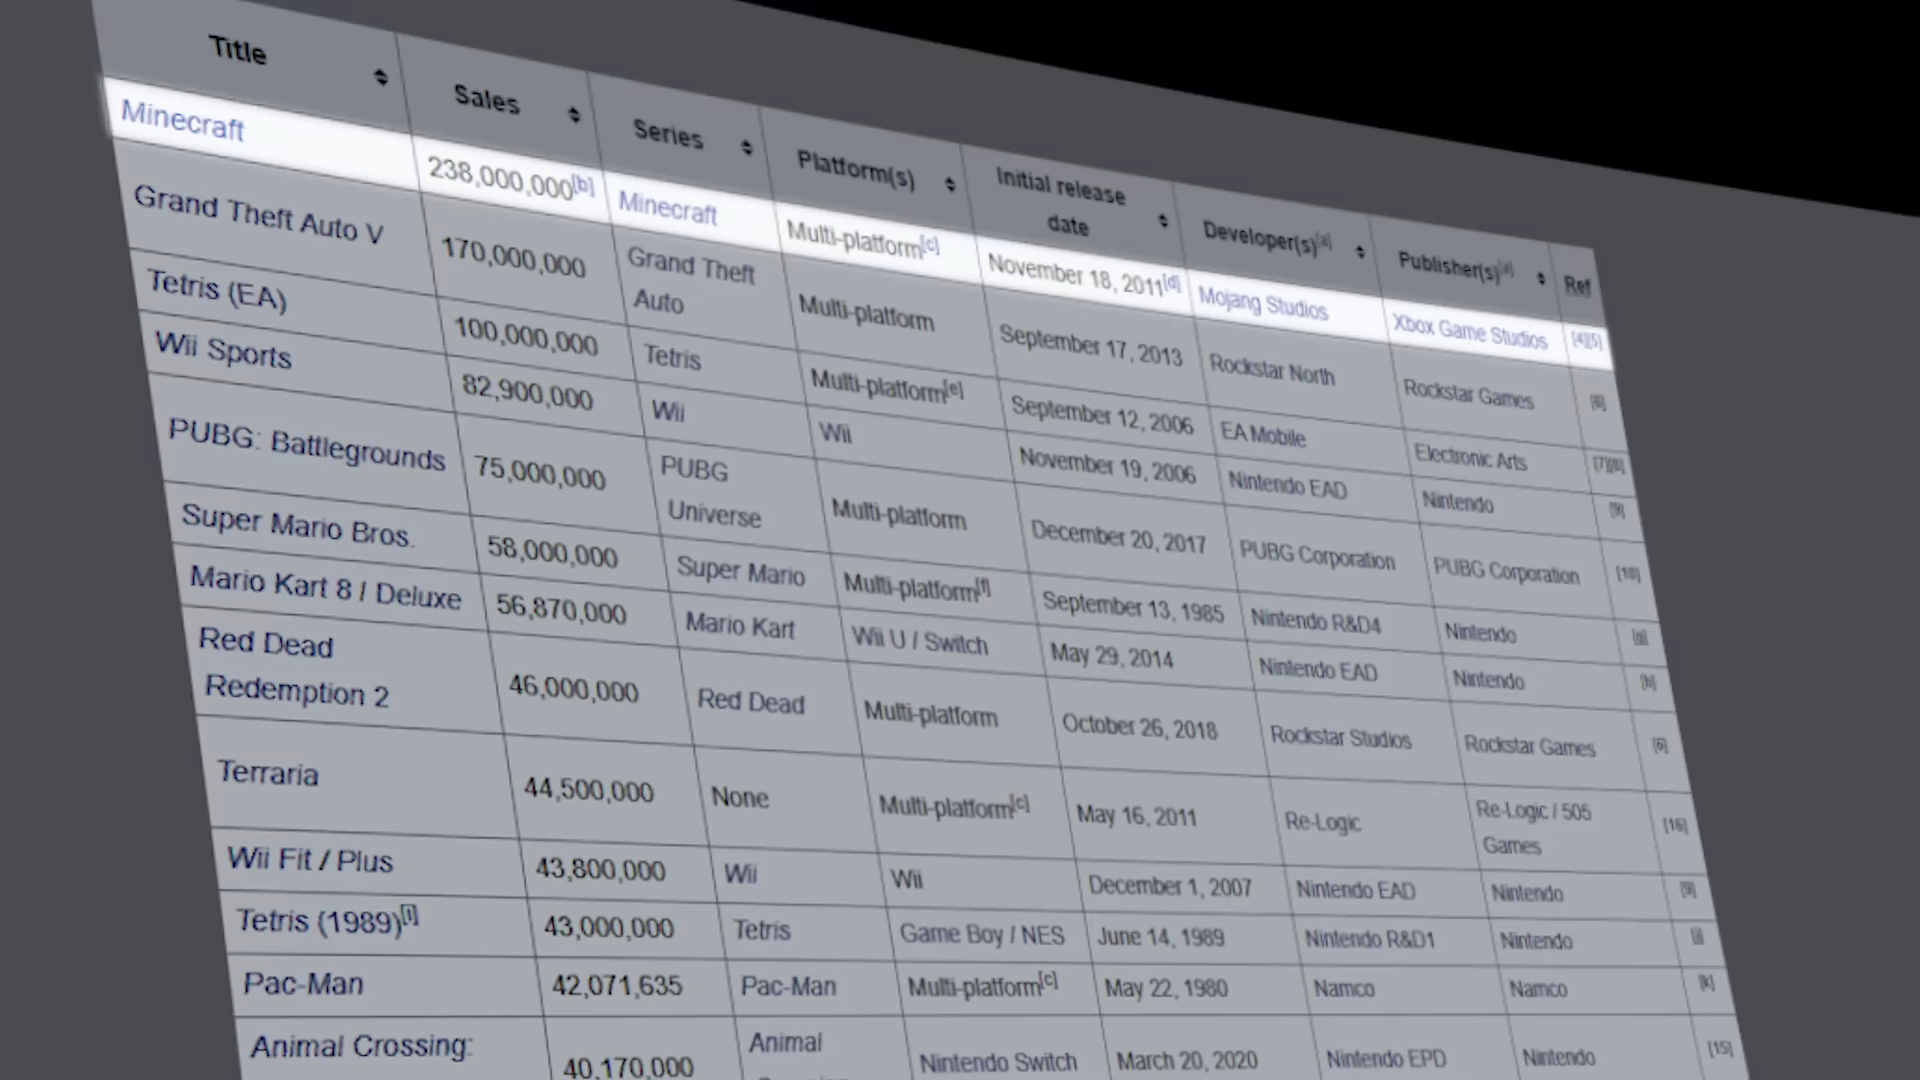 Title Sales Series Platform(s) Initial release date Developer(s)[a] Publisher(s)[a] Ref
Minecraft 238,000,000[b] Minecraft Multi-platform[c] November 18, 2011[d] Mojang Studios Xbox Game Studios [4][5]
Grand Theft Auto V 170,000,000 Grand Theft Auto Multi-platform September 17, 2013 Rockstar North Rockstar Games [6]
Tetris (EA) 100,000,000 Tetris Multi-platform[e] September 12, 2006 EA Mobile Electronic Arts [7][8]
Wii Sports 82,900,000 Wii Wii November 19, 2006 Nintendo EAD Nintendo [9]
PUBG: Battlegrounds 75,000,000 PUBG Universe Multi-platform December 20, 2017 PUBG Corporation PUBG Corporation [10]
Super Mario Bros. 58,000,000 Super Mario Multi-platform[f] September 13, 1985 Nintendo R&D4 Nintendo [g]
Mario Kart 8 / Deluxe 56,870,000 Mario Kart Wii U / Switch May 29, 2014 Nintendo EAD Nintendo [h]
Red Dead Redemption 2 46,000,000 Red Dead Multi-platform October 26, 2018 Rockstar Studios Rockstar Games [6]
Terraria 44,500,000 None Multi-platform[c] May 16, 2011 Re-Logic Re-Logic / 505 Games [16]
Wii Fit / Plus 43,800,000 Wii Wii December 1, 2007 Nintendo EAD Nintendo [9]
Tetris (1989)[i] 43,000,000 Tetris Game Boy / NES June 14, 1989 Nintendo R&D1 Nintendo [j]
Pac-Man 42,071,635 Pac-Man Multi-platform[c] May 22, 1980 Namco Namco [k]
Animal Crossing: 40,170,000 Animal Nintendo Switch March 20, 2020 Nintendo EPD Nintendo [15]